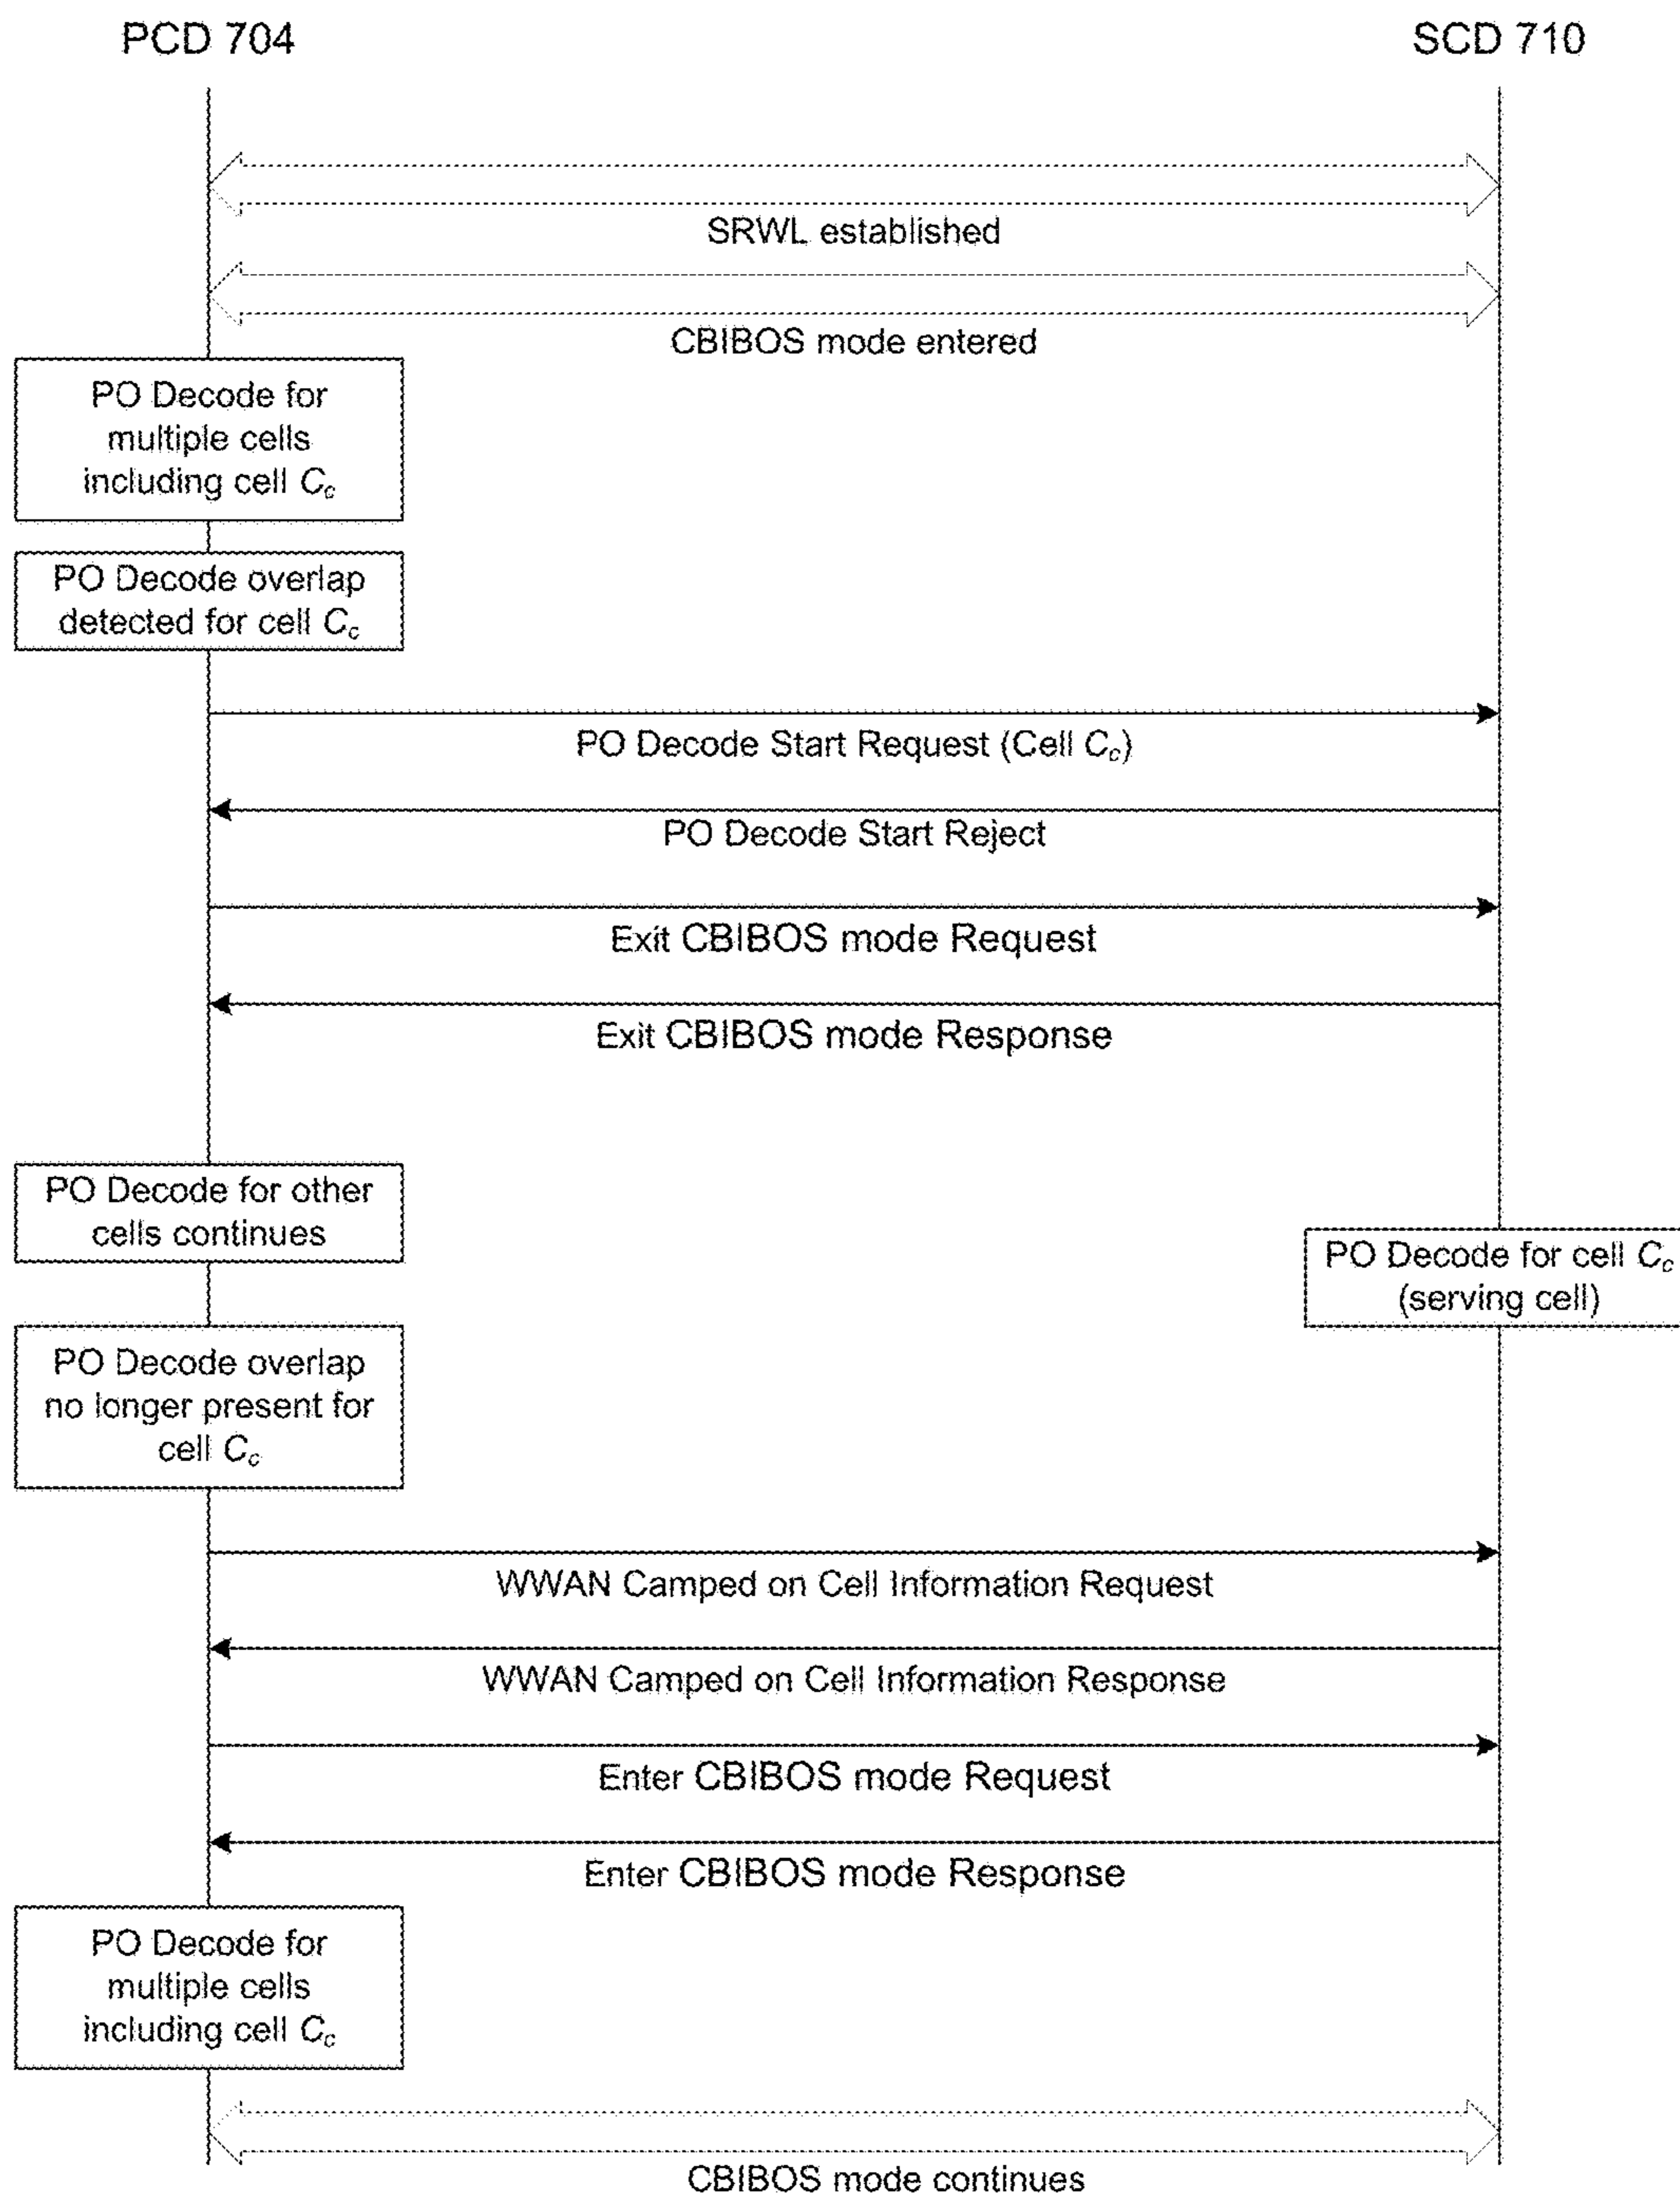 PCD 704
SCD 710
SRWL established
CBIBOS mode entered
PO Decode for
multiple cells
including cell Cc
PO Decode overlap
detected for cell Cc
PO Decode Start Request (Cell Cc)
PO Decode Start Reject
Exit CBIBOS mode Request
Exit CBIBOS mode Response
PO Decode for other
cells continues
PO Decode for cell Cc
(serving cell)
PO Decode overlap
no longer present for
cell Cc
WWAN Camped on Cell Information Request
WWAN Camped on Cell Information Response
Enter CBIBOS mode Request
Enter CBIBOS mode Response
PO Decode for
multiple cells
including cell Cc
CBIBOS mode continues